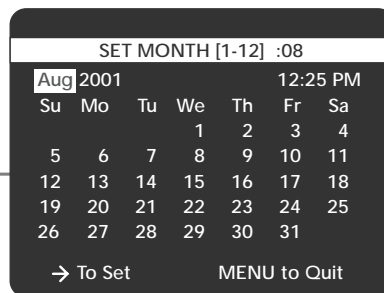 SET MONTH [1-12] :08
Aug 2001 12:25 PM
Su Mo Tu We Th Fr Sa
1 2 3 4
5 6 7 8 9 10 11
12 13 14 15 16 17 18
19 20 21 22 23 24 25
26 27 28 29 30 31
→ To Set MENU to Quit